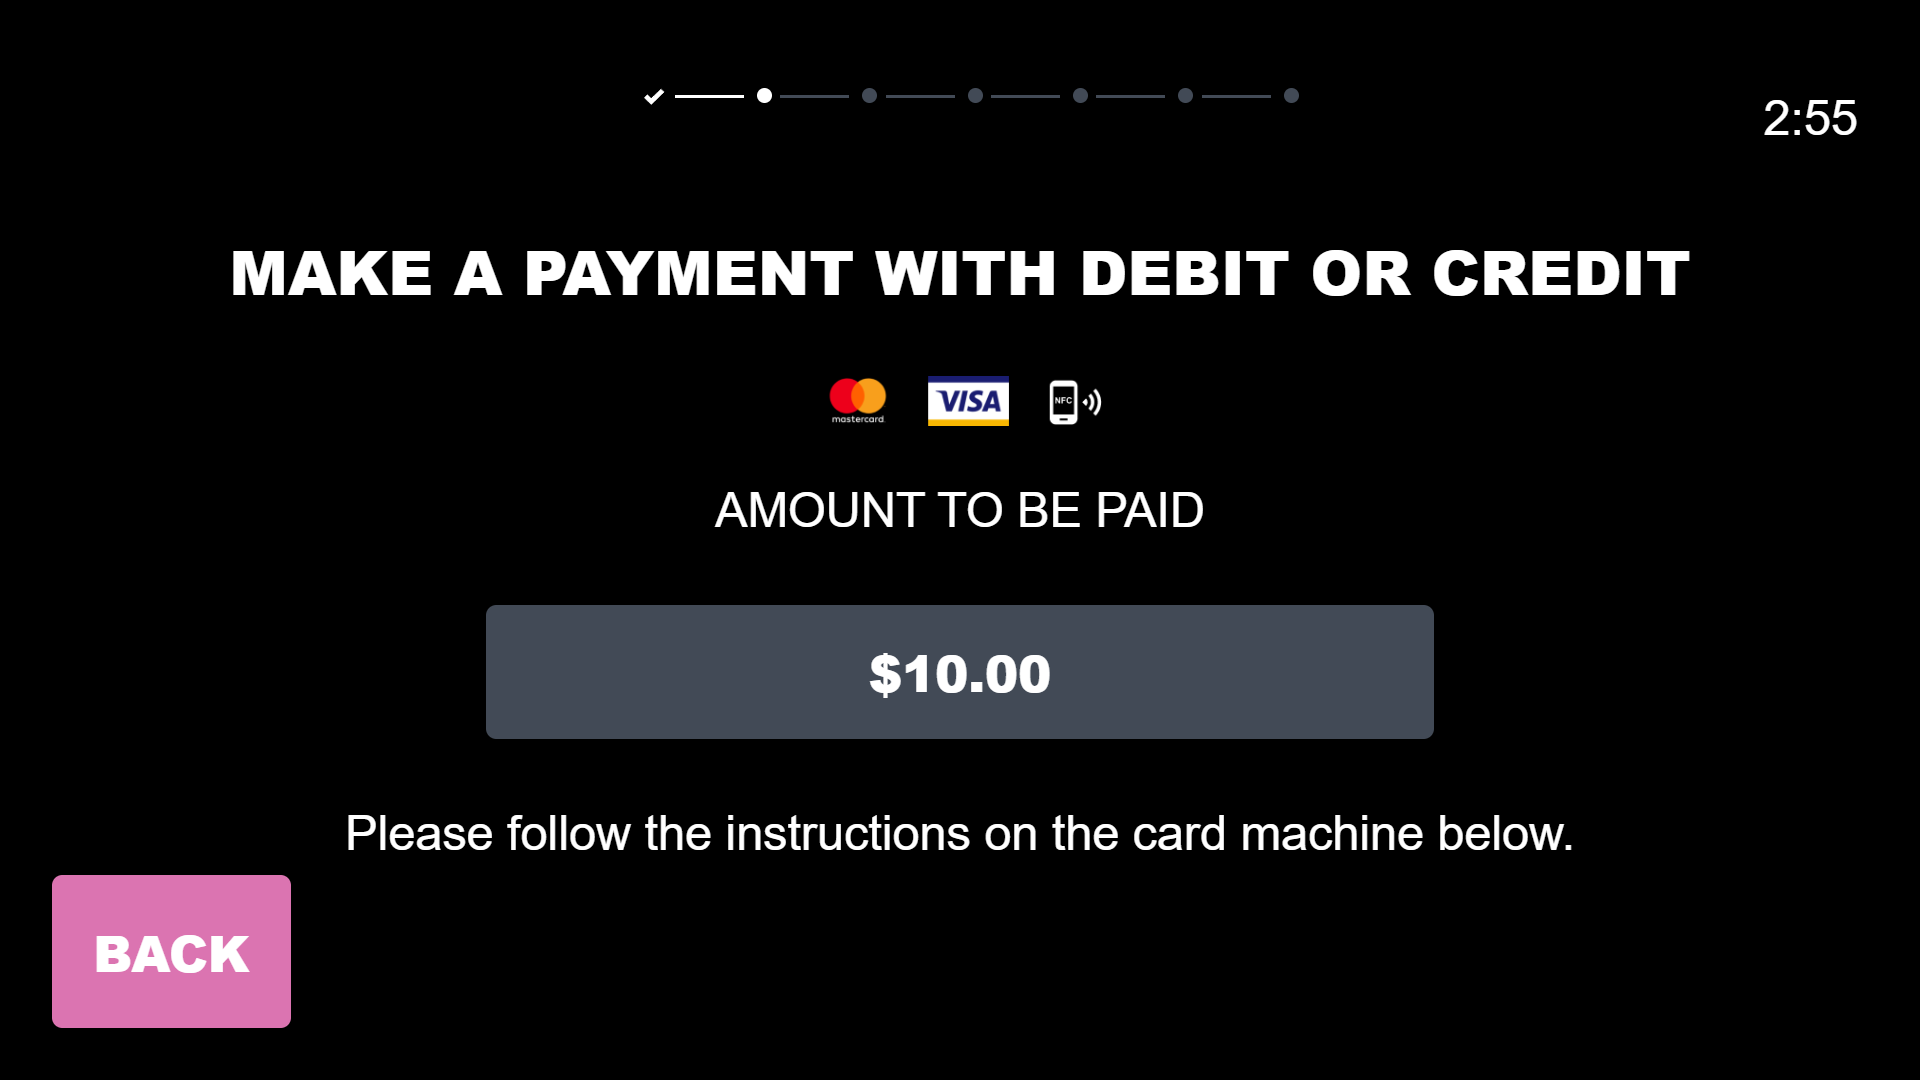 2:55
MAKE A PAYMENT WITH DEBIT OR CREDIT
mastercard VISA NFC
AMOUNT TO BE PAID
$10.00
Please follow the instructions on the card machine below.
BACK